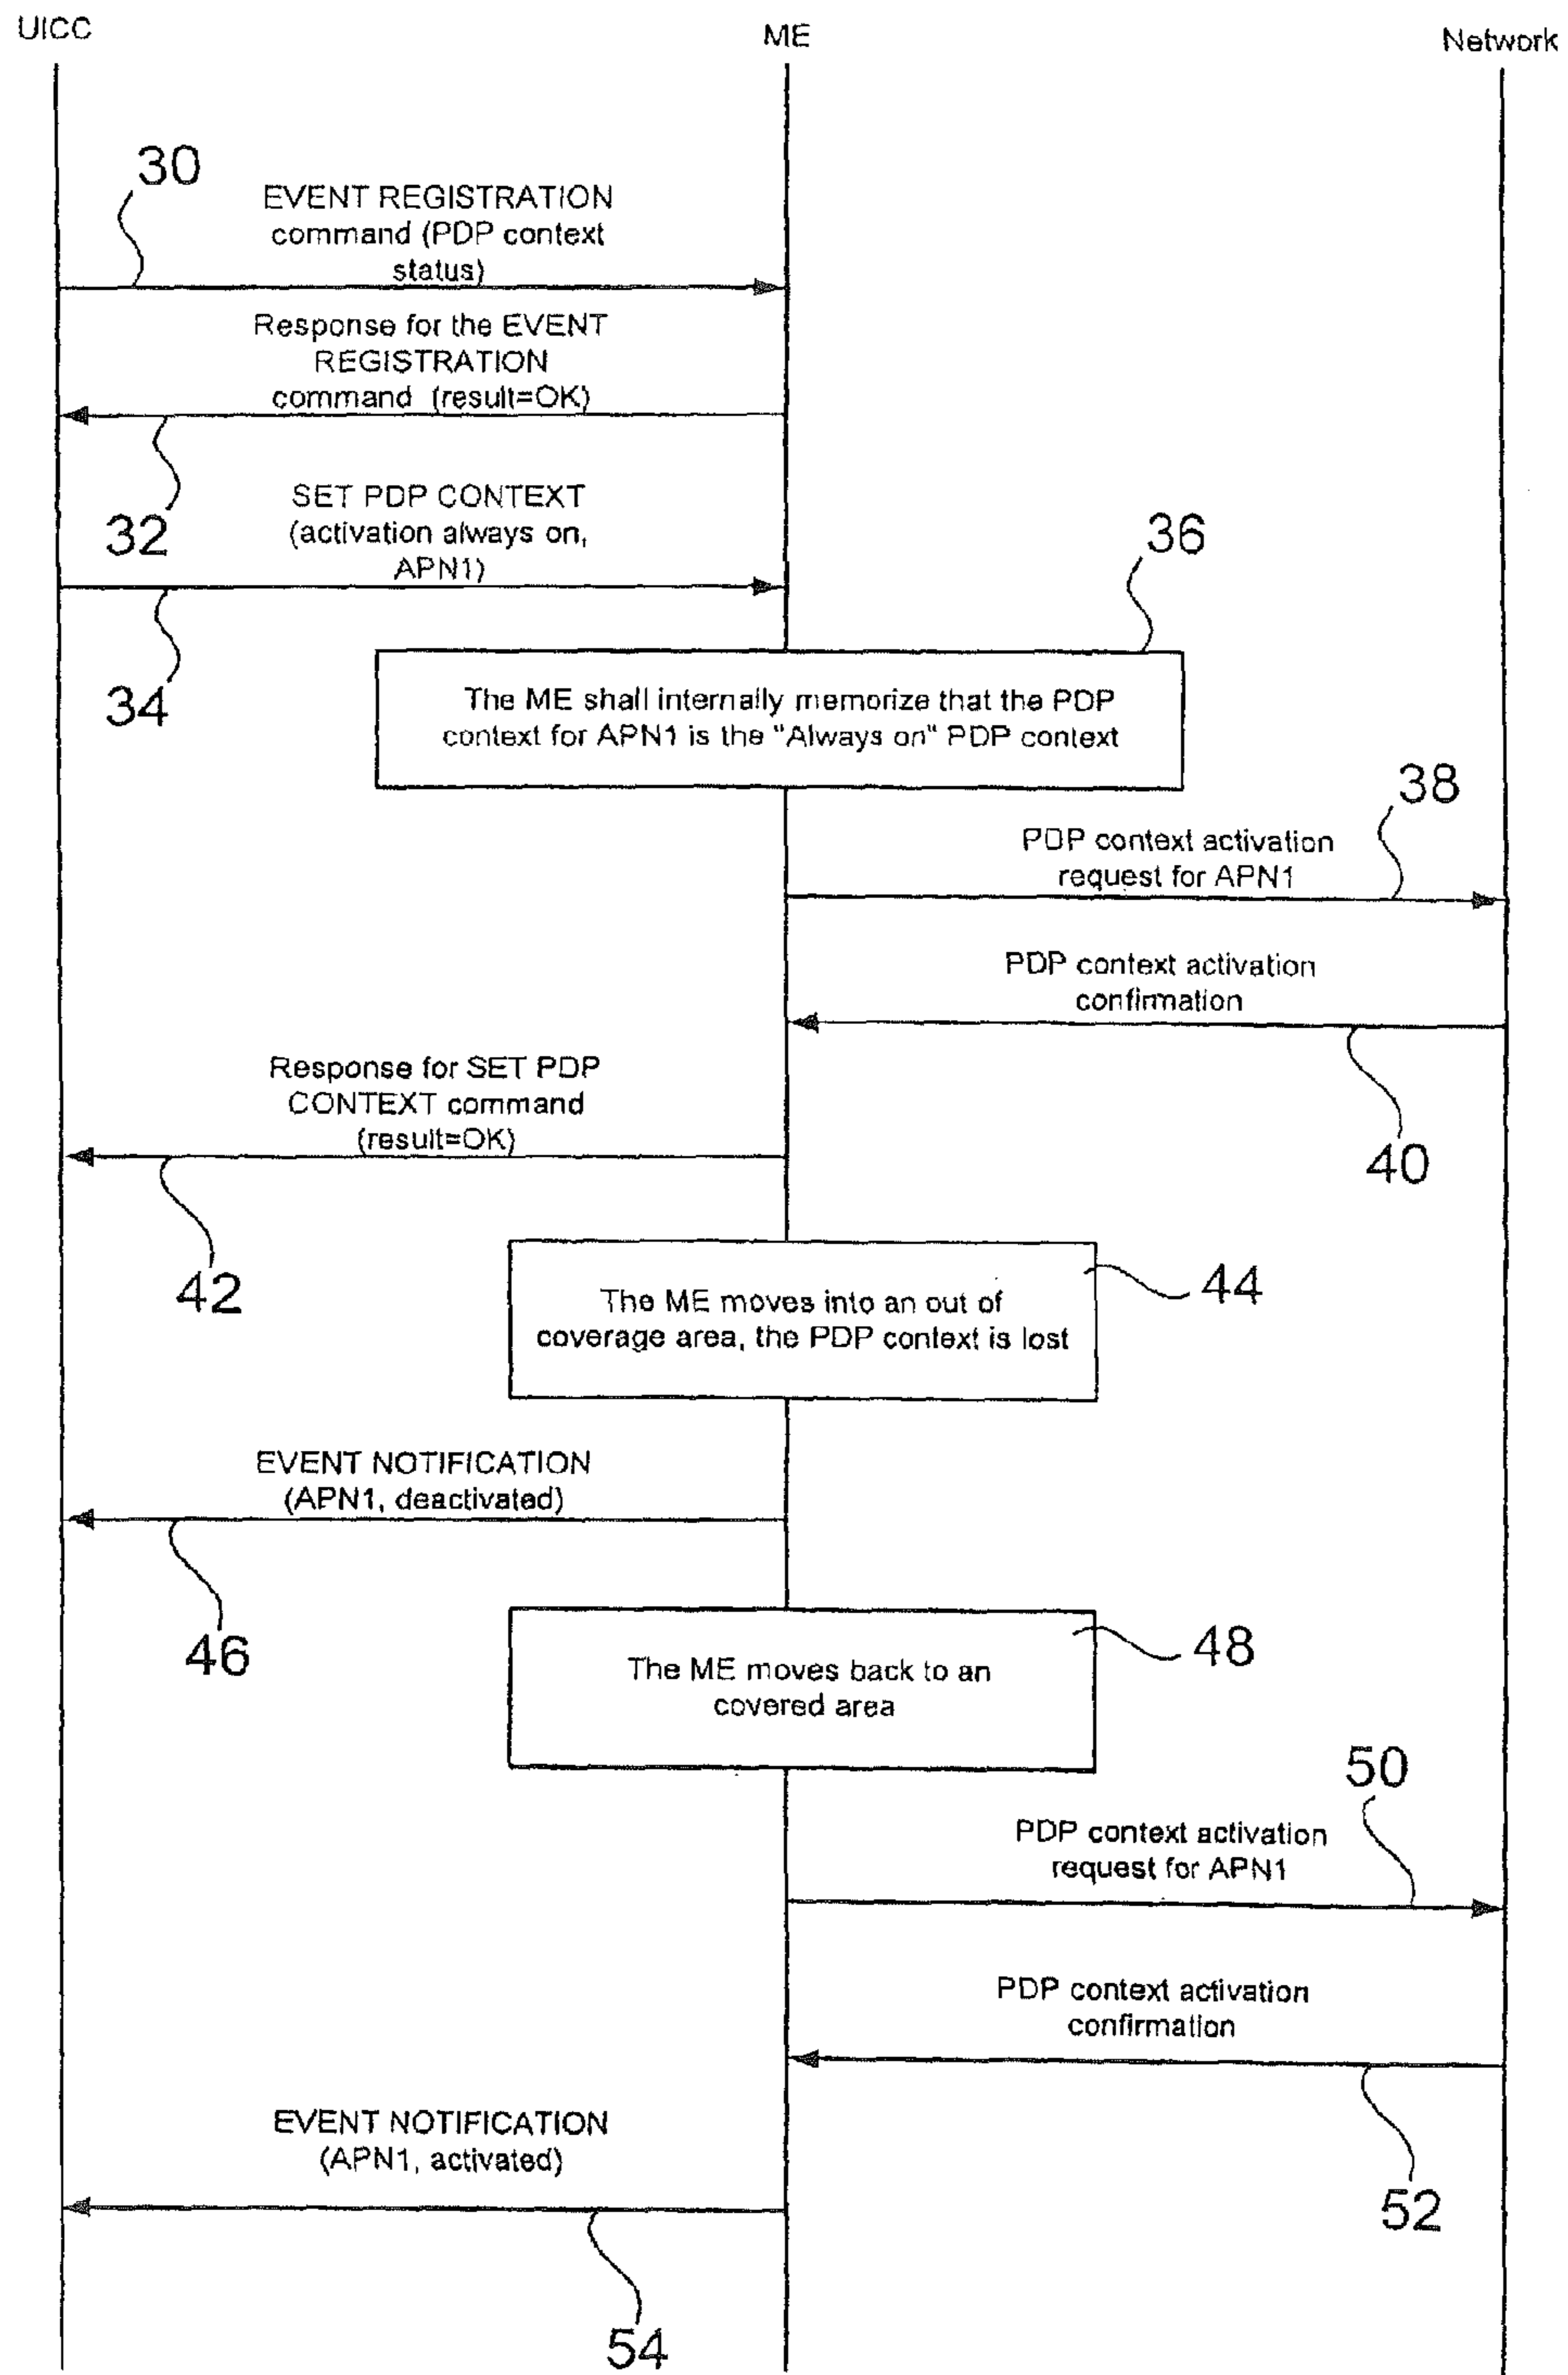 UICC
ME
Network
30
EVENT REGISTRATION
command (PDP context
status)
Response for the EVENT
REGISTRATION
command (result=OK)
32
SET PDP CONTEXT
(activation always on,
APN1)
34
36
The ME shall internally memorize that the PDP
context for APN1 is the "Always on" PDP context
38
PDP context activation
request for APN1
PDP context activation
confirmation
40
Response for SET PDP
CONTEXT command
(result=OK)
42
44
The ME moves into an out of
coverage area, the PDP context is lost
EVENT NOTIFICATION
(APN1, deactivated)
46
48
The ME moves back to an
covered area
50
PDP context activation
request for APN1
PDP context activation
confirmation
52
EVENT NOTIFICATION
(APN1, activated)
54